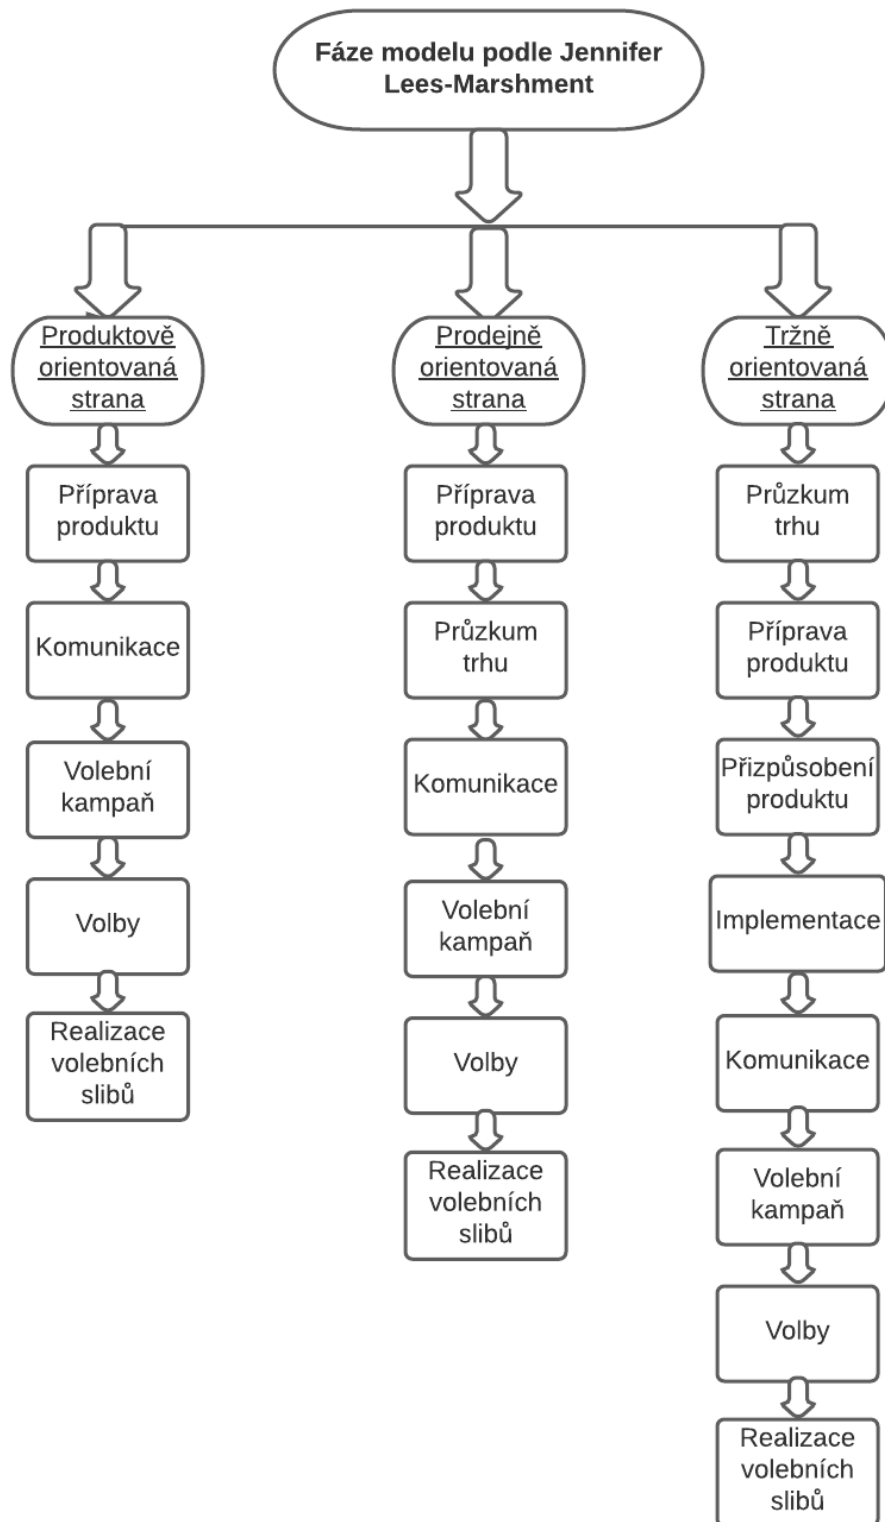 Fáze modelu podle Jennifer
Lees-Marshment
Produktově
orientovaná
strana
Příprava
produktu
Komunikace
Volební
kampaň
Volby
Realizace
volebních
slibů
Prodejně
orientovaná
strana
Příprava
produktu
Průzkum
trhu
Komunikace
Volební
kampaň
Volby
Realizace
volebních
slibů
Tržně
orientovaná
strana
Průzkum
trhu
Příprava
produktu
Přizpůsobení
produktu
Implementace
Komunikace
Volební
kampaň
Volby
Realizace
volebních
slibů